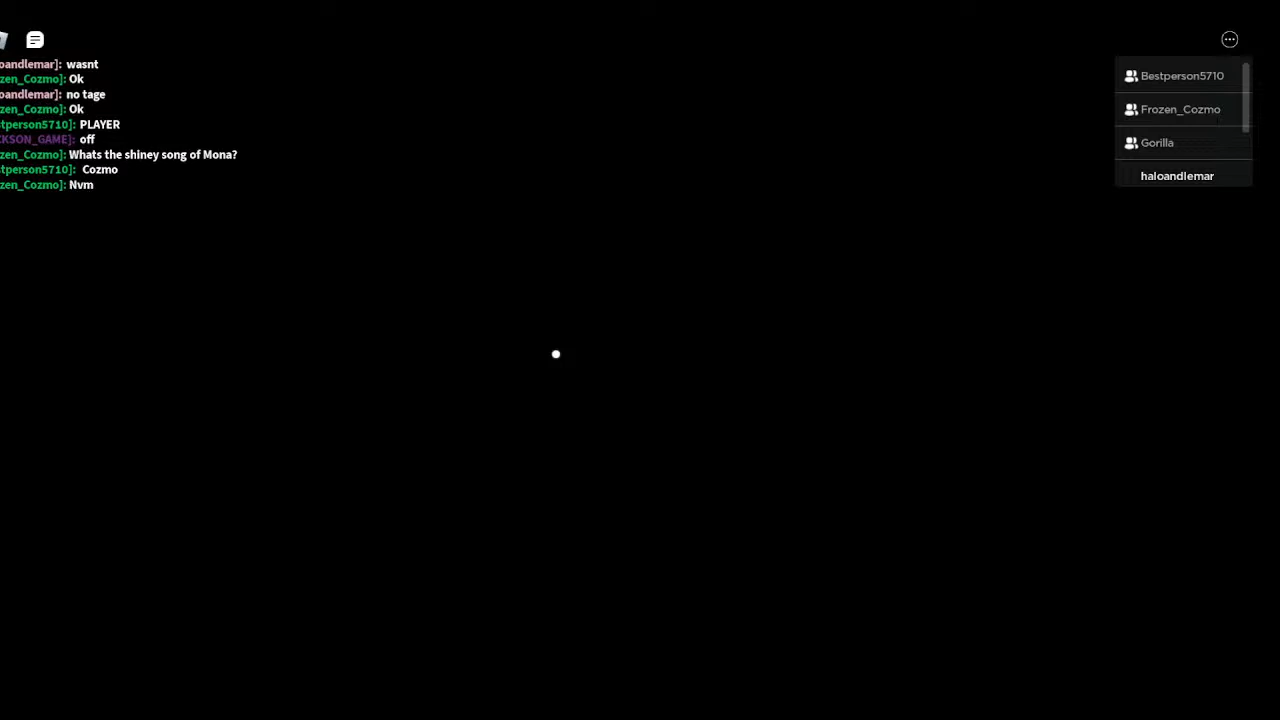 oandlemar]: wasnt
zen_Cozmo]: Ok
oandlemar]: no tage
zen_Cozmo]: Ok
tperson5710]: PLAYER
CKSON_GAME]: off
zen_Cozmo]: Whats the shiney song of Mona?
tperson5710]: Cozmo
zen_Cozmo]: Nvm
Bestperson5710
Frozen_Cozmo
Gorilla
haloandlemar